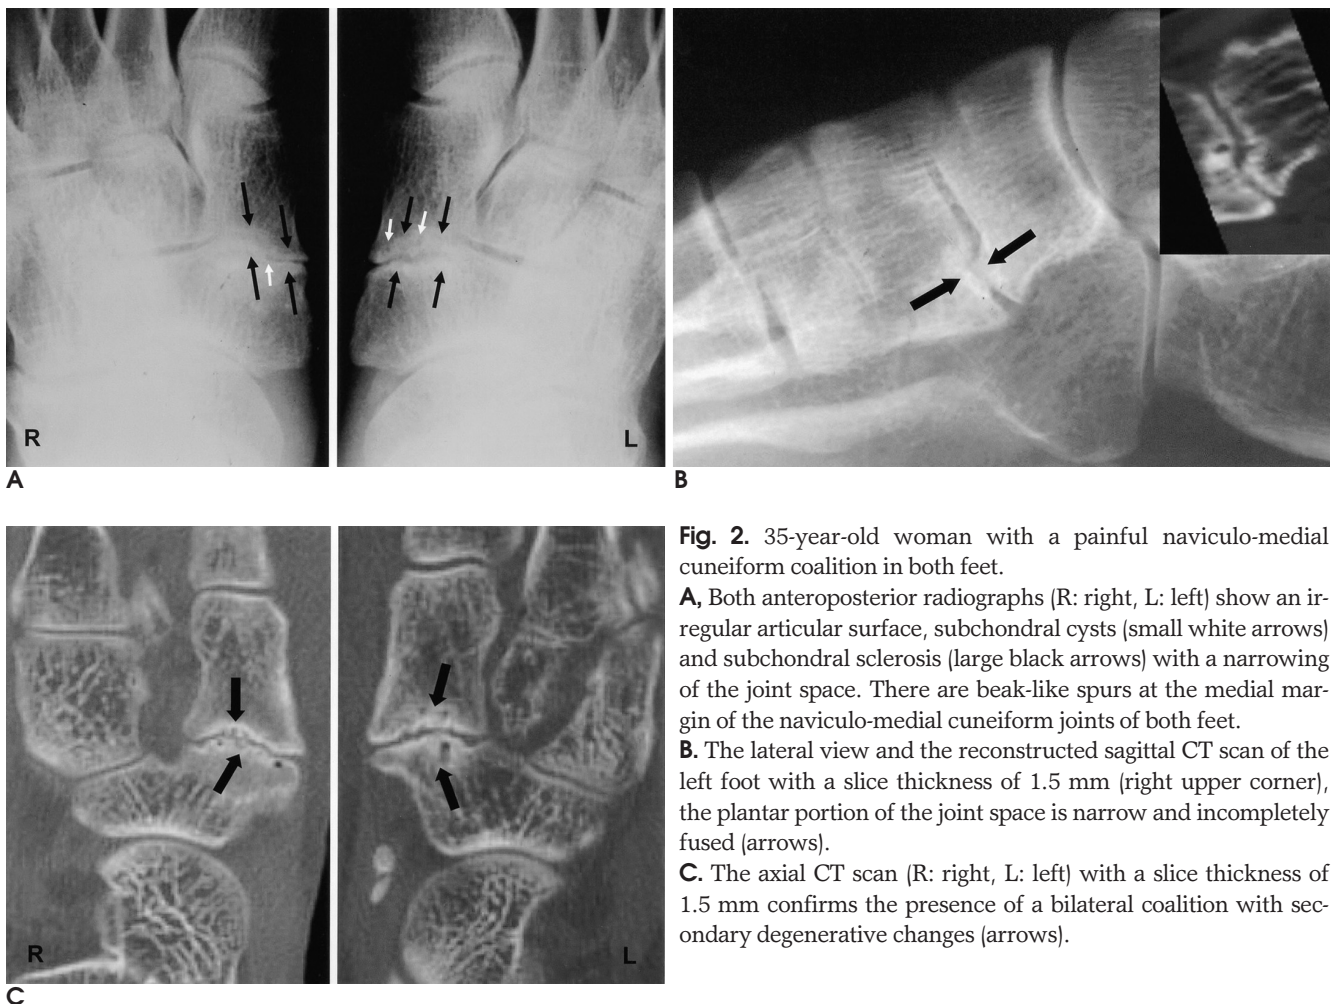 R
L
A
B
R
L
C
Fig. 2. 35-year-old woman with a painful naviculo-medial
cuneiform coalition in both feet.
A, Both anteroposterior radiographs (R: right, L: left) show an ir-
regular articular surface, subchondral cysts (small white arrows)
and subchondral sclerosis (large black arrows) with a narrowing
of the joint space. There are beak-like spurs at the medial mar-
gin of the naviculo-medial cuneiform joints of both feet.
B. The lateral view and the reconstructed sagittal CT scan of the
left foot with a slice thickness of 1.5 mm (right upper corner),
the plantar portion of the joint space is narrow and incompletely
fused (arrows).
C. The axial CT scan (R: right, L: left) with a slice thickness of
1.5 mm confirms the presence of a bilateral coalition with sec-
ondary degenerative changes (arrows).